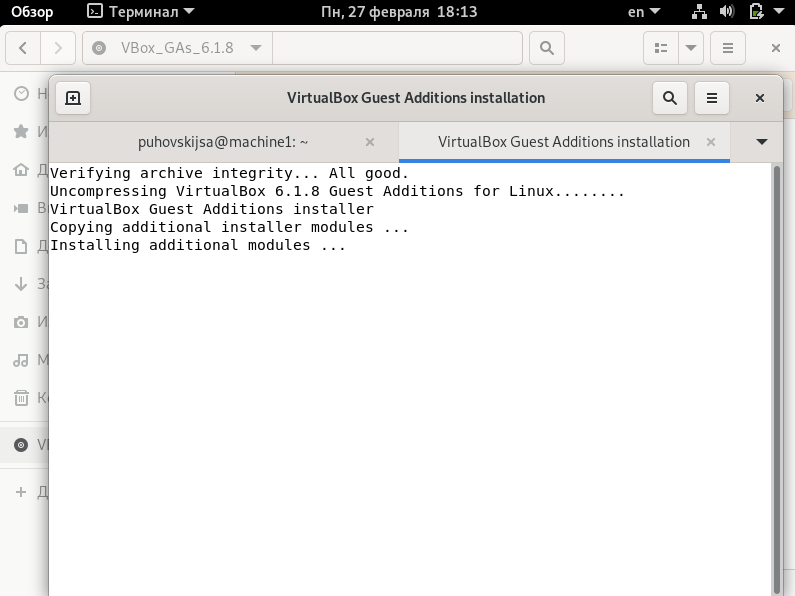 Обзор
Терминал
Пн, 27 февраля 18:13
en
VBox_GAs_6.1.8
VirtualBox Guest Additions installation
puhovskijsa@machine1: ~
VirtualBox Guest Additions installation
Verifying archive integrity... All good.
Uncompressing VirtualBox 6.1.8 Guest Additions for Linux........
VirtualBox Guest Additions installer
Copying additional installer modules ...
Installing additional modules ...